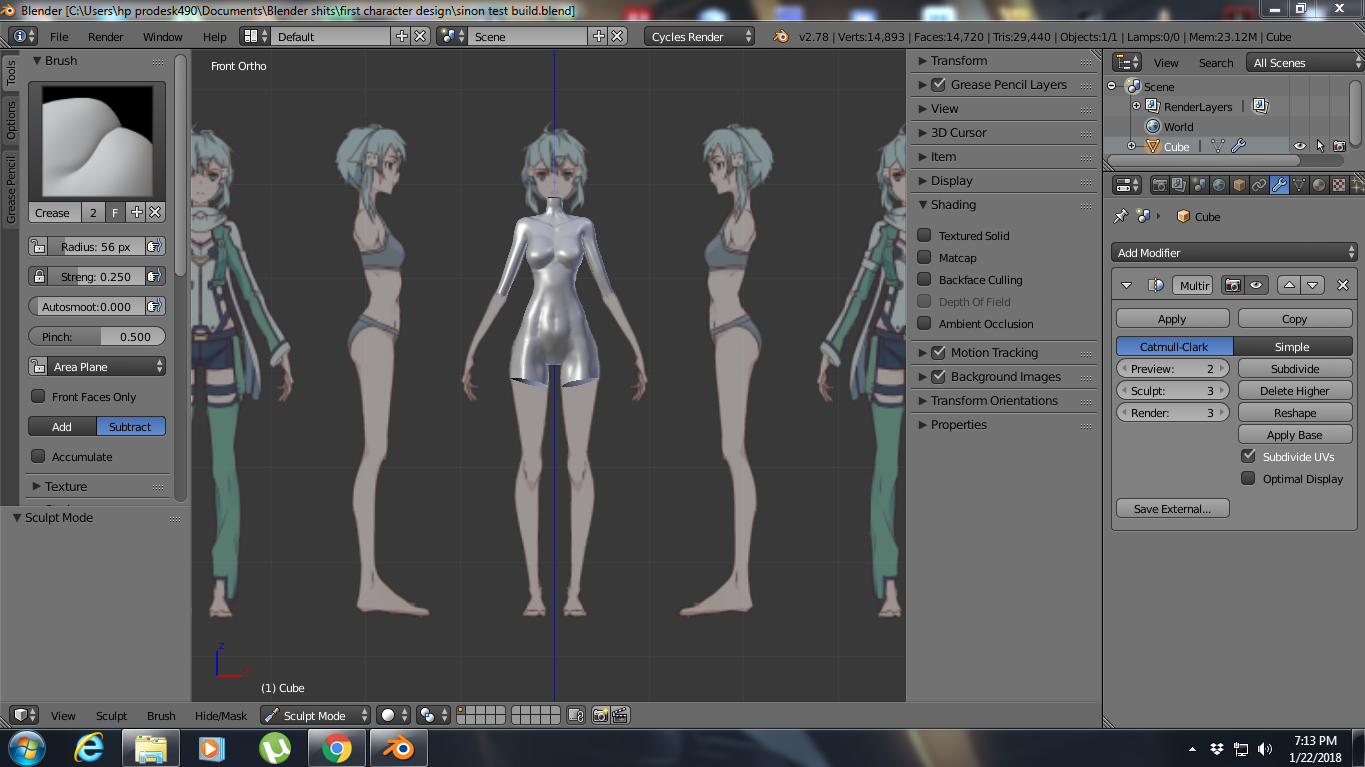 Blender [C:\Users\hp prodesk490\Documents\Blender shits\first character design\sinon test build.blend]
File Render Window Help Default Scene Cycles Render v2.78 | Verts:14,893 | Faces:14,720 | Tris:29,440 | Objects:1/1 | Lamps:0/0 | Mem:23.12M | Cube
Tools
Options
Grease Pencil
Brush
Crease 2 F
Radius: 56 px
Streng: 0.250
Autosmoot:0.000
Pinch: 0.500
Area Plane
Front Faces Only
Add Subtract
Accumulate
Texture
Sculpt Mode
Front Ortho
z
x
(1) Cube
Transform
Grease Pencil Layers
View
3D Cursor
Item
Display
Shading
Textured Solid
Matcap
Backface Culling
Depth Of Field
Ambient Occlusion
Motion Tracking
Background Images
Transform Orientations
Properties
View Search All Scenes
Scene
RenderLayers |
World
Cube |
Cube
Add Modifier
Multir
Apply Copy
Catmull-Clark Simple
Preview: 2 Subdivide
Sculpt: 3 Delete Higher
Render: 3 Reshape
Apply Base
Subdivide UVs
Optimal Display
Save External...
View Sculpt Brush Hide/Mask Sculpt Mode
7:13 PM
1/22/2018